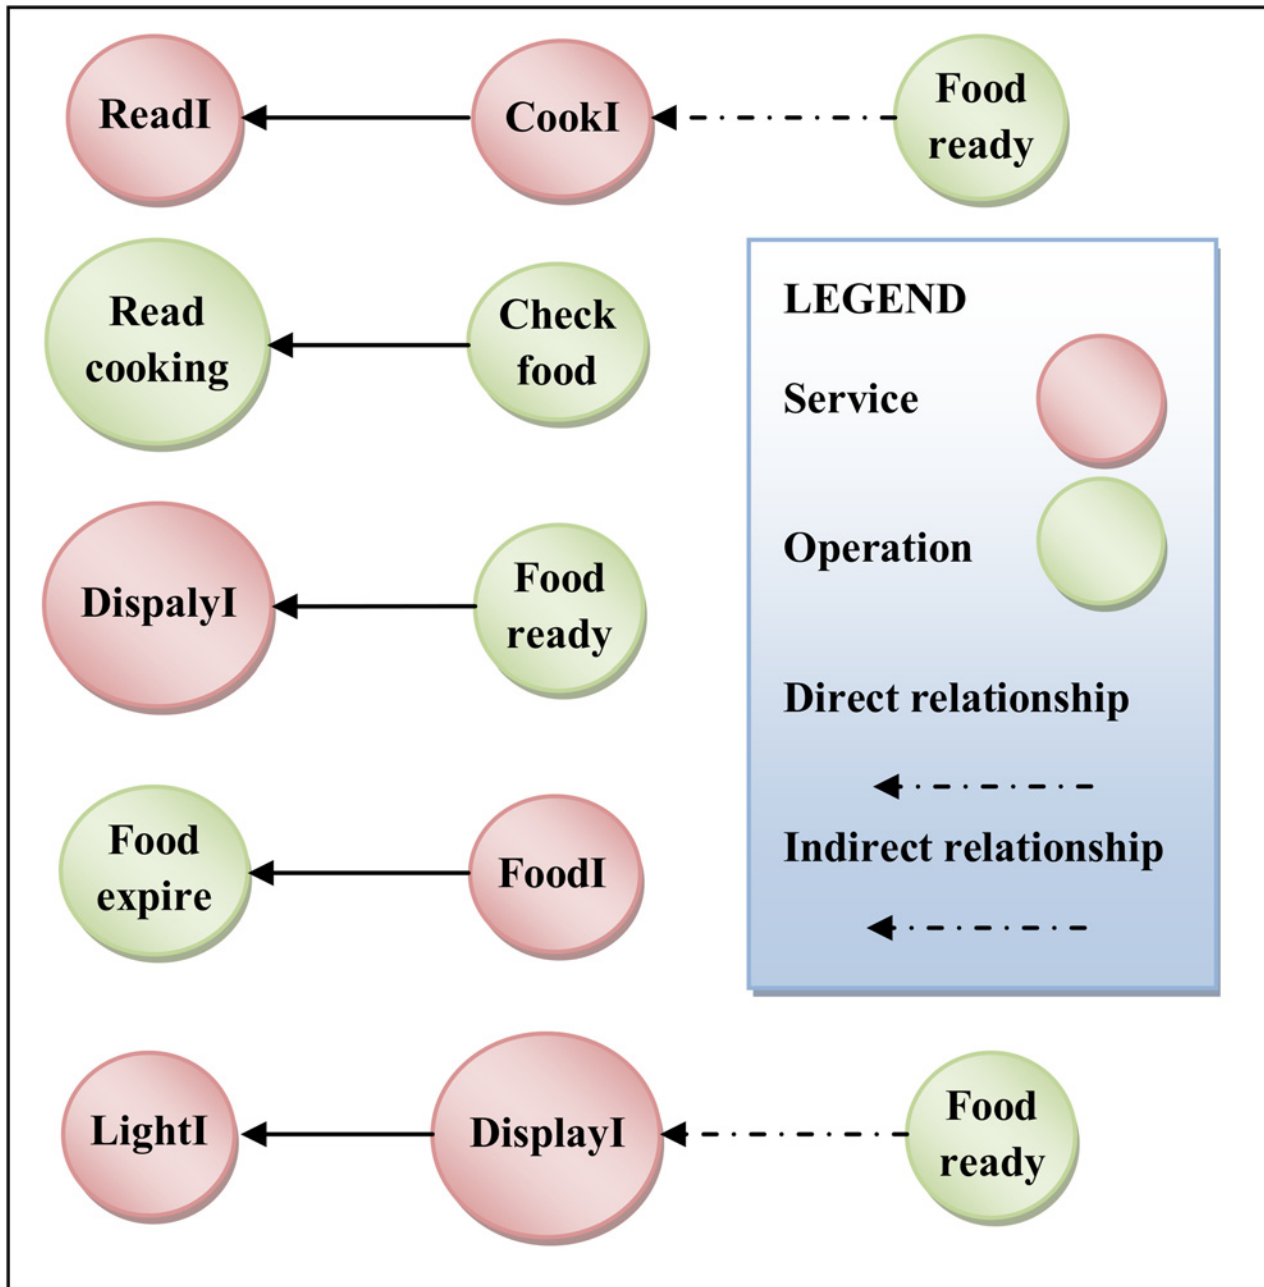 ReadI
CookI
Food
ready
Read
cooking
Check
food
DispalyI
Food
ready
Food
expire
FoodI
LightI
DisplayI
Food
ready
LEGEND
Service
Operation
Direct relationship
Indirect relationship